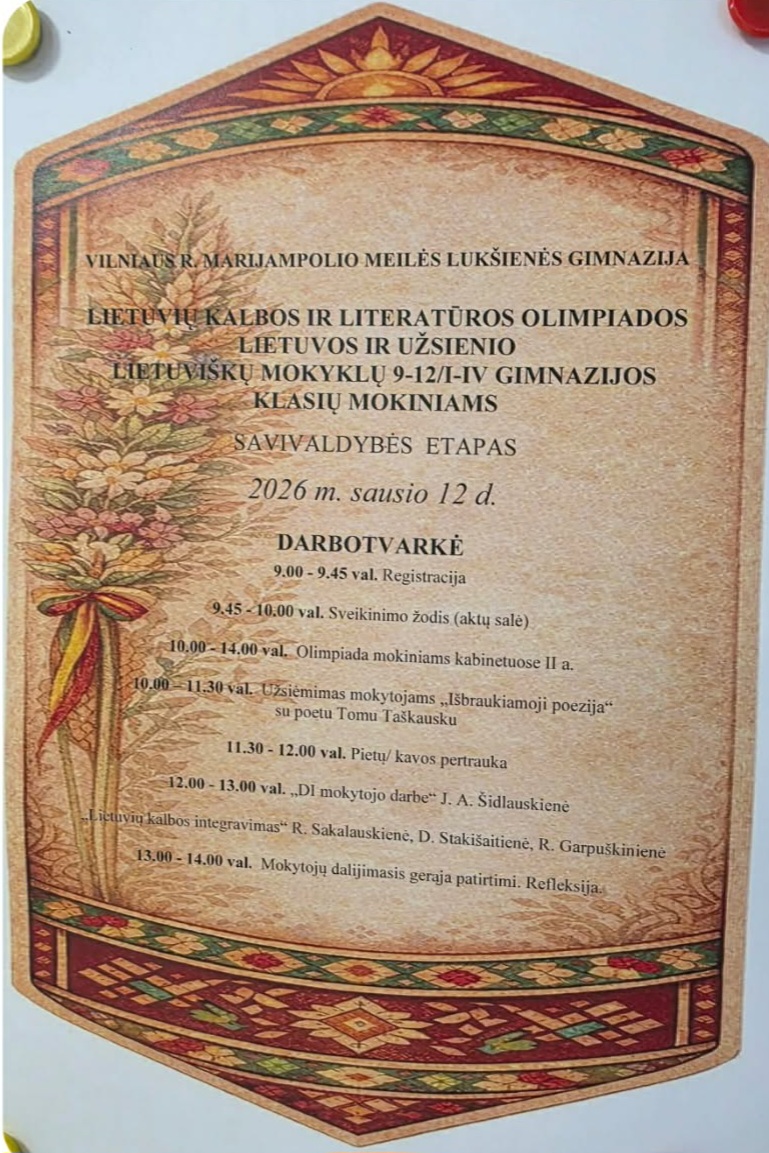 VILNIAUS R. MARIJAMPOLIO MEILĖS LUKŠIENĖS GIMNAZIJA
LIETUVIŲ KALBOS IR LITERATŪROS OLIMPIADOS
LIETUVOS IR UŽSIENIO
LIETUVIŠKŲ MOKYKLŲ 9-12/I-IV GIMNAZIJOS
KLASIŲ MOKINIAMS
SAVIVALDYBĖS ETAPAS
2026 m. sausio 12 d.
DARBOTVARKĖ
9.00 - 9.45 val. Registracija
9.45 - 10.00 val. Sveikinimo žodis (aktų salė)
10.00 - 14.00 val. Olimpiada mokiniams kabinetuose II a.
10.00 – 11.30 val. Užsiėmimas mokytojams „Išbraukiamoji poezija“
su poetu Tomu Taškausku
11.30 - 12.00 val. Pietų/ kavos pertrauka
12.00 - 13.00 val. „DI mokytojo darbe“ J. A. Šidlauskienė
„Lietuvių kalbos integravimas“ R. Sakalauskienė, D. Stakišaitienė, R. Garpuškinienė
13.00 - 14.00 val. Mokytojų dalijimasis gerąja patirtimi. Refleksija.